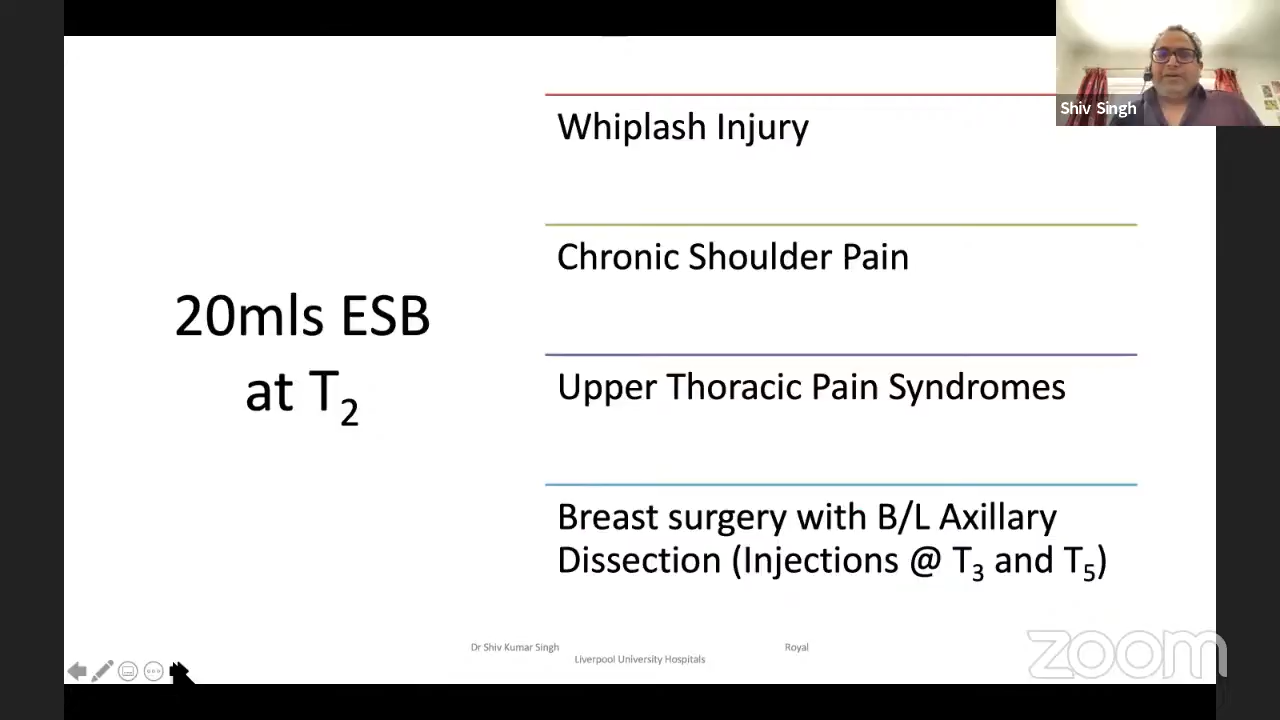 Shiv Singh
Whiplash Injury
Chronic Shoulder Pain
20mls ESB
at T₂
Upper Thoracic Pain Syndromes
Breast surgery with B/L Axillary
Dissection (Injections @ T₃ and T₅)
Dr Shiv Kumar Singh Royal
Liverpool University Hospitals
zoom